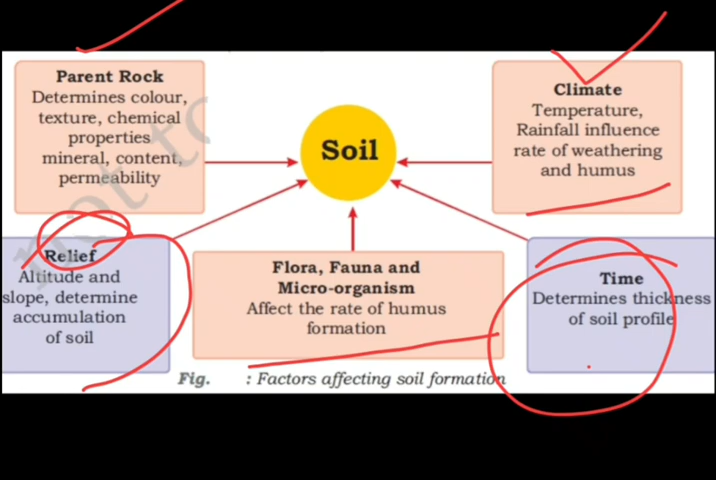 Parent Rock
Determines colour,
texture, chemical
properties
mineral, content,
permeability
Soil
Climate
Temperature,
Rainfall influence
rate of weathering
and humus
Relief
Altitude and
slope, determine
accumulation
of soil
Flora, Fauna and
Micro-organism
Affect the rate of humus
formation
Time
Determines thickness
of soil profile
Fig. : Factors affecting soil formation
not to